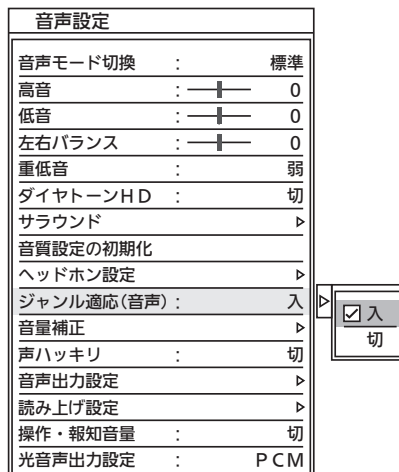 音声設定
音声モード切換 : 標準
高音 : 0
低音 : 0
左右バランス : 0
重低音 : 弱
ダイヤトーンHD : 切
サラウンド
音質設定の初期化
ヘッドホン設定
ジャンル適応(音声) : 入
入
切
音量補正
声ハッキリ : 切
音声出力設定
読み上げ設定
操作・報知音量 : 切
光音声出力設定 : PCM